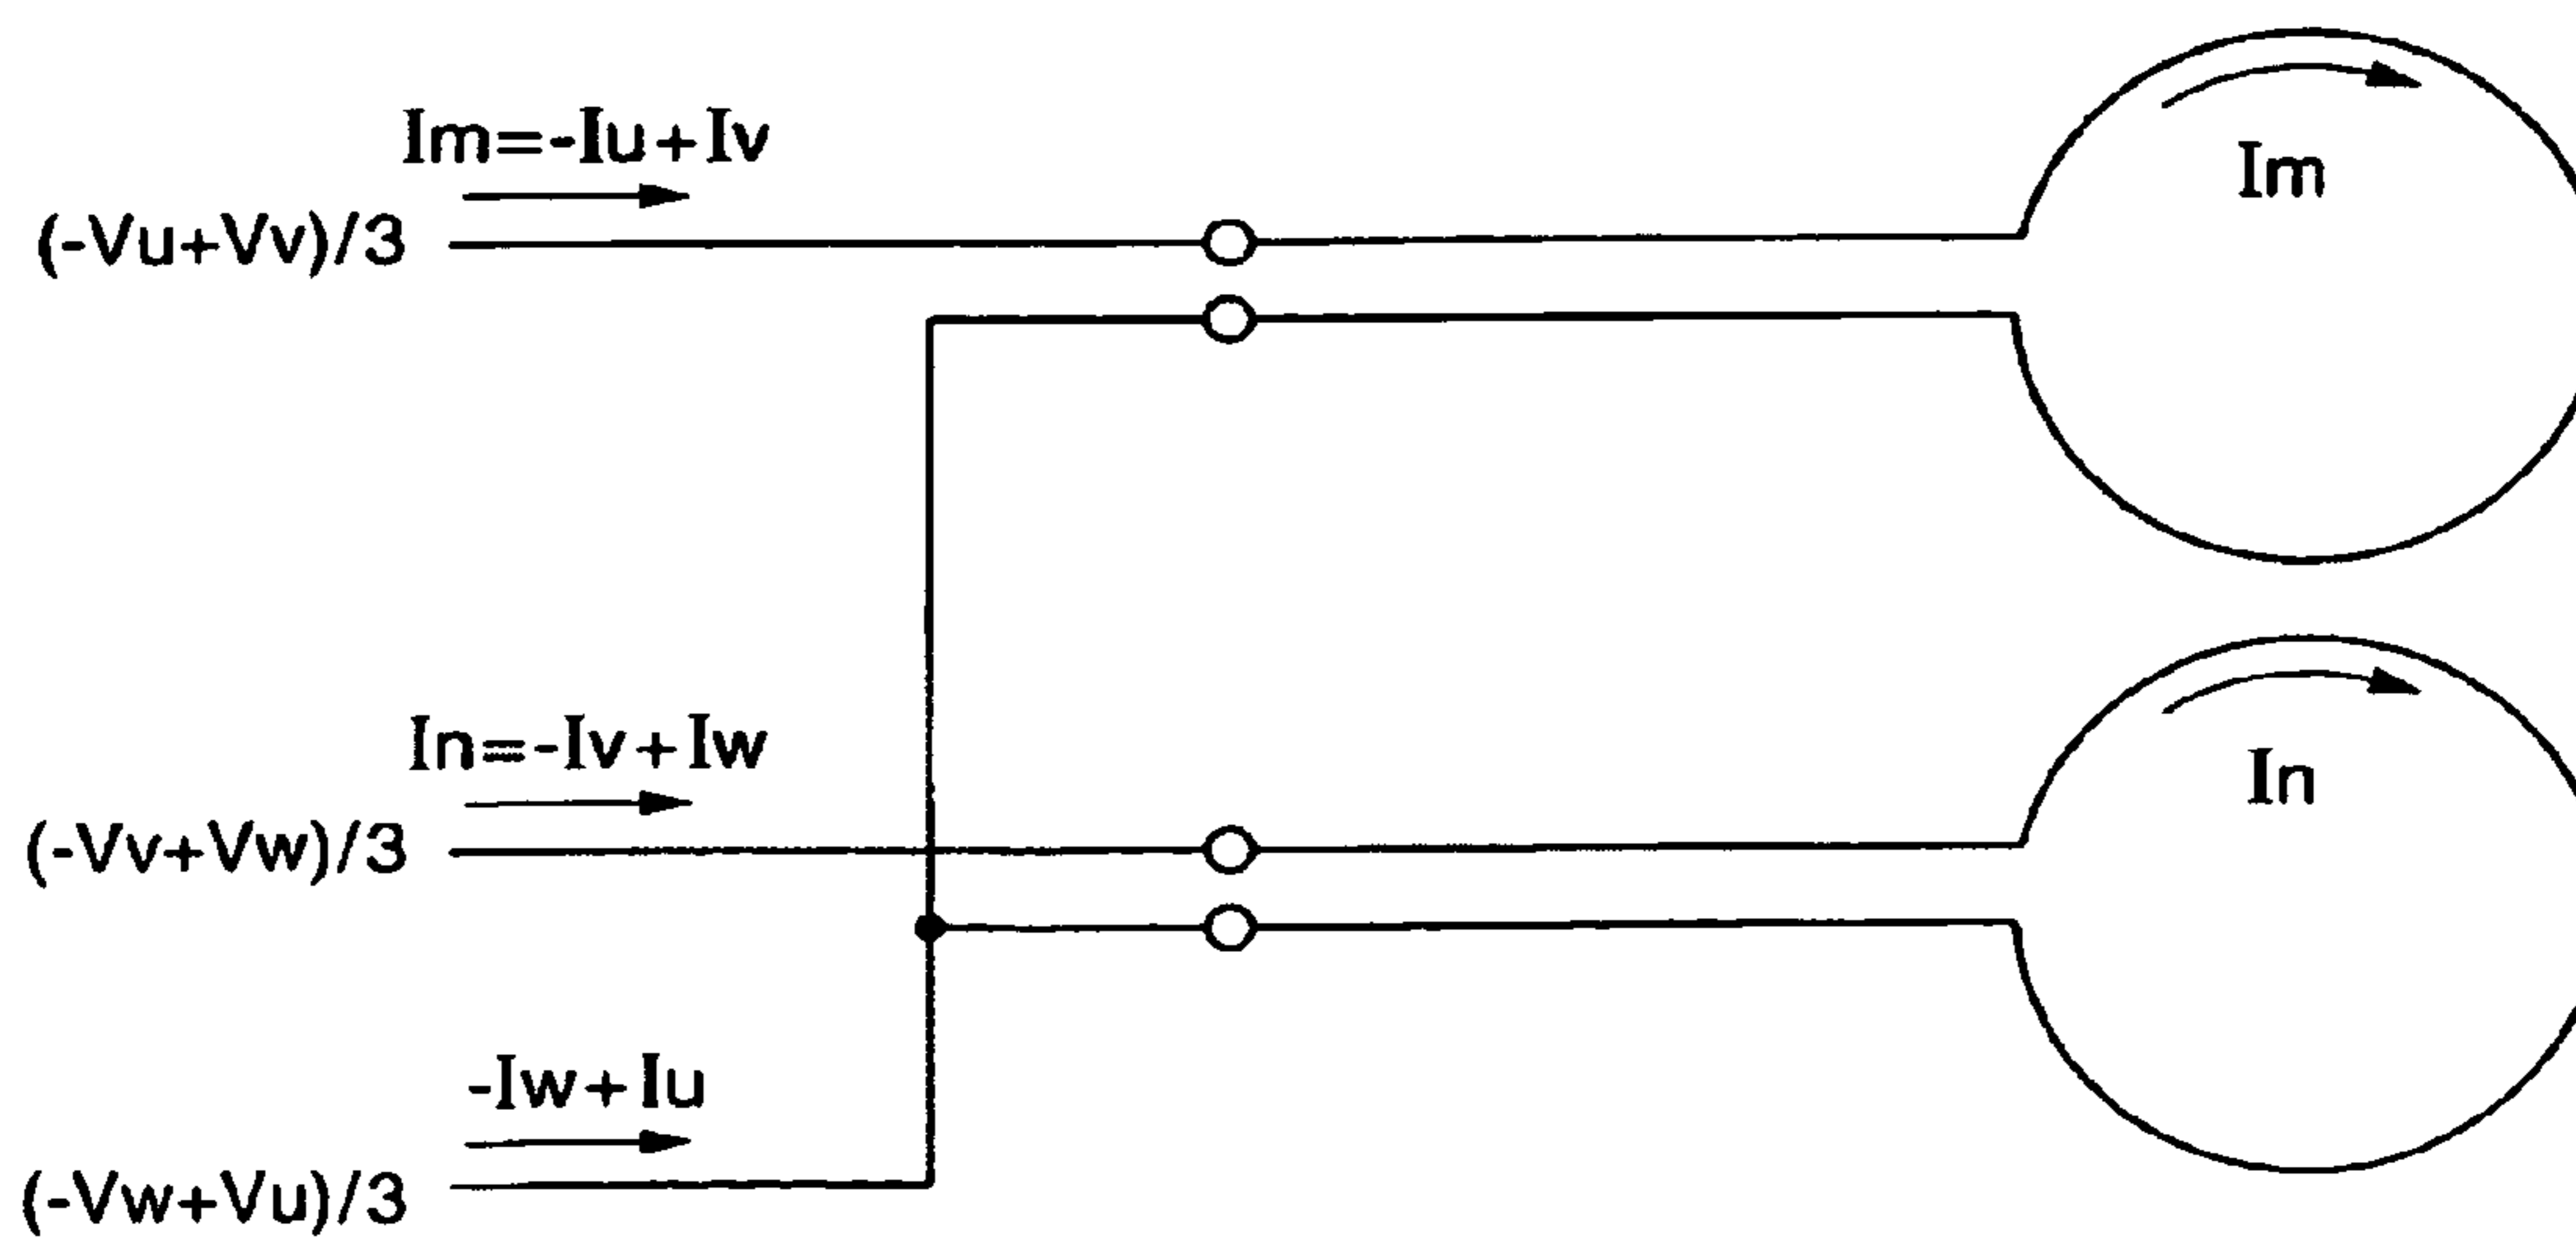 Im=-Iu+Iv
(-Vu+Vv)/3
Im
In=-Iv+Iw
(-Vv+Vw)/3
In
-Iw+Iu
(-Vw+Vu)/3